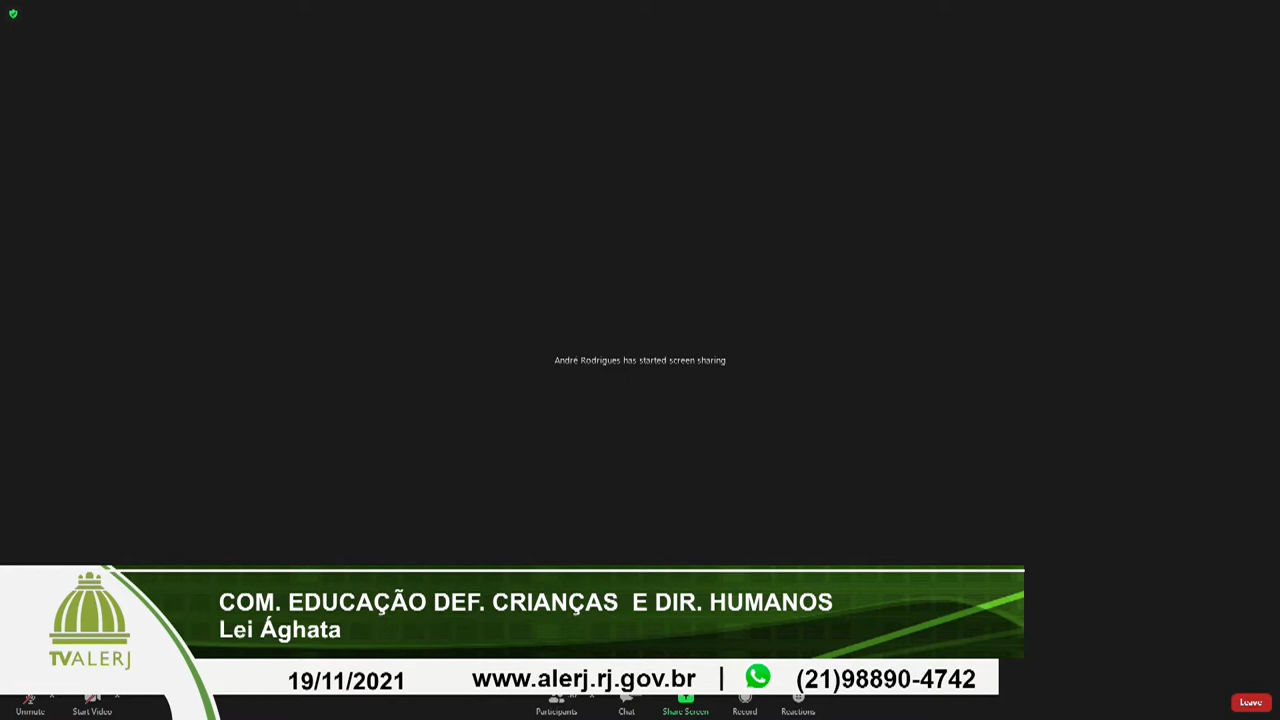 André Rodrigues has started screen sharing
COM. EDUCAÇÃO DEF. CRIANÇAS E DIR. HUMANOS
Lei Ághata
TVALERJ
19/11/2021
www.alerj.rj.gov.br | (21)98890-4742
Unmute
Start Video
Participants
Chat
Share Screen
Record
Reactions
Leave